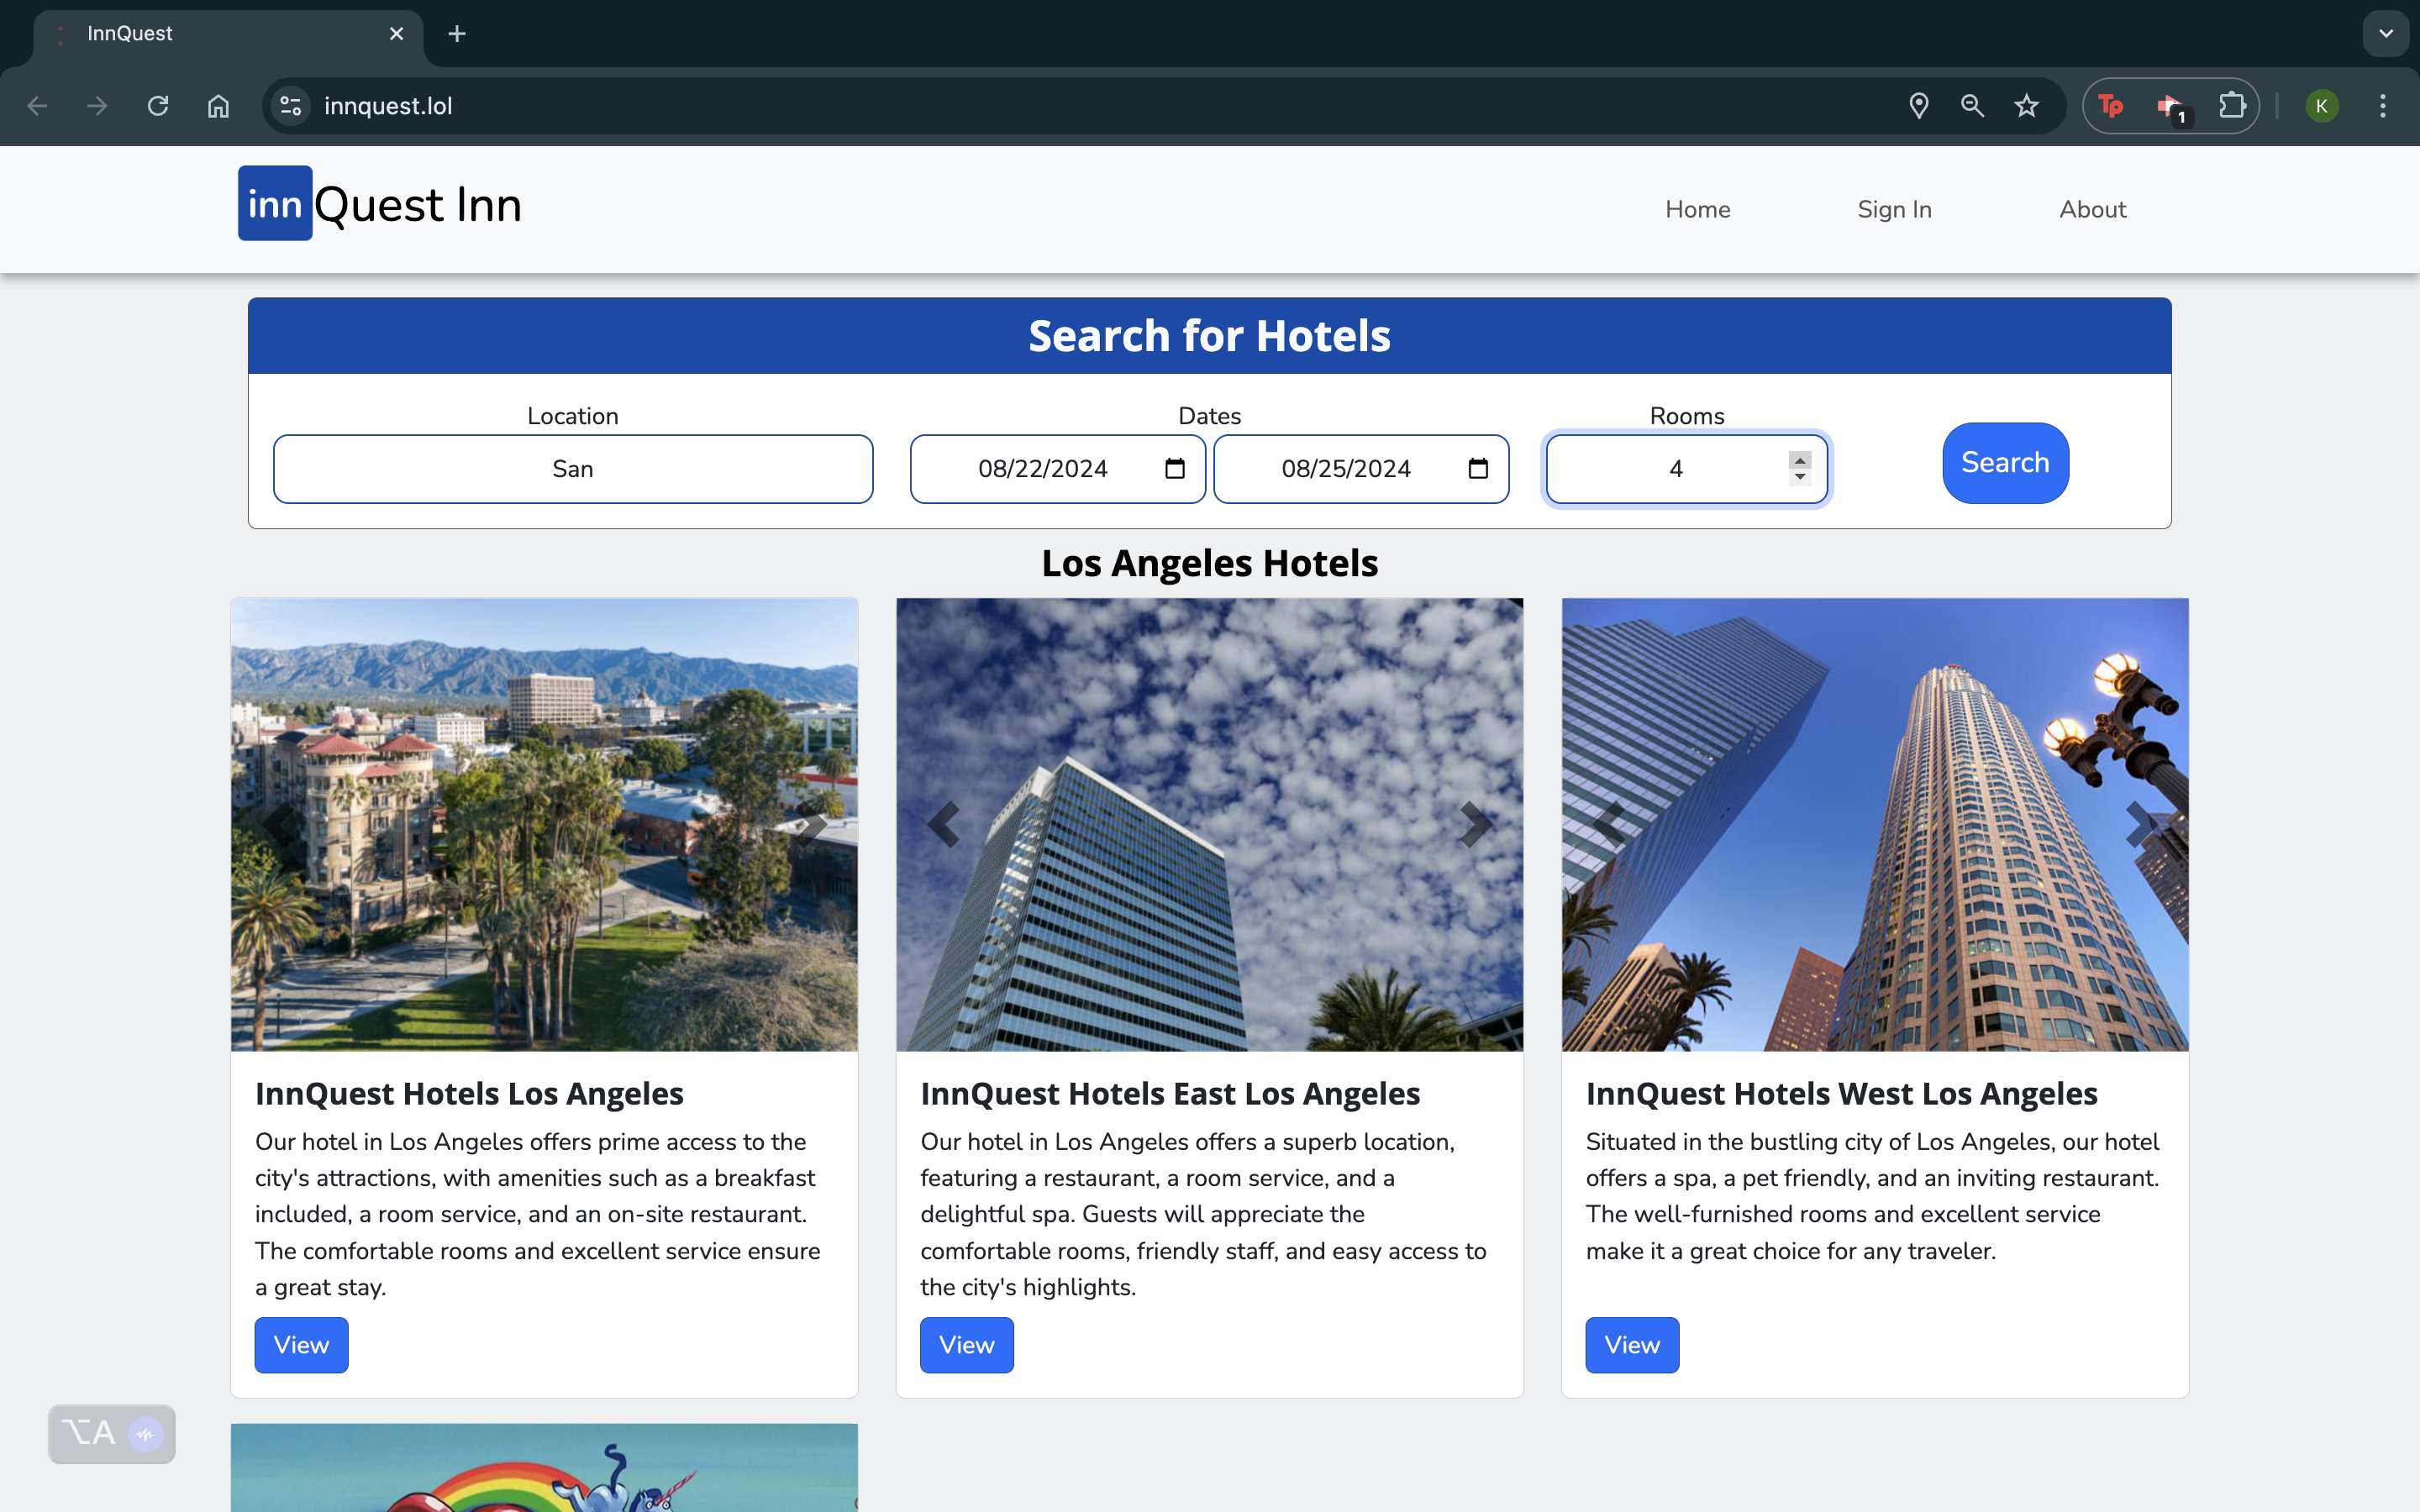 InnQuest
innquest.lol
Tp
1
K
inn Quest Inn
Home
Sign In
About
Search for Hotels
Location
Dates
Rooms
San
08/22/2024
08/25/2024
4
Search
Los Angeles Hotels
InnQuest Hotels Los Angeles
Our hotel in Los Angeles offers prime access to the
city's attractions, with amenities such as a breakfast
included, a room service, and an on-site restaurant.
The comfortable rooms and excellent service ensure
a great stay.
View
InnQuest Hotels East Los Angeles
Our hotel in Los Angeles offers a superb location,
featuring a restaurant, a room service, and a
delightful spa. Guests will appreciate the
comfortable rooms, friendly staff, and easy access to
the city's highlights.
View
InnQuest Hotels West Los Angeles
Situated in the bustling city of Los Angeles, our hotel
offers a spa, a pet friendly, and an inviting restaurant.
The well-furnished rooms and excellent service
make it a great choice for any traveler.
View
⌥A